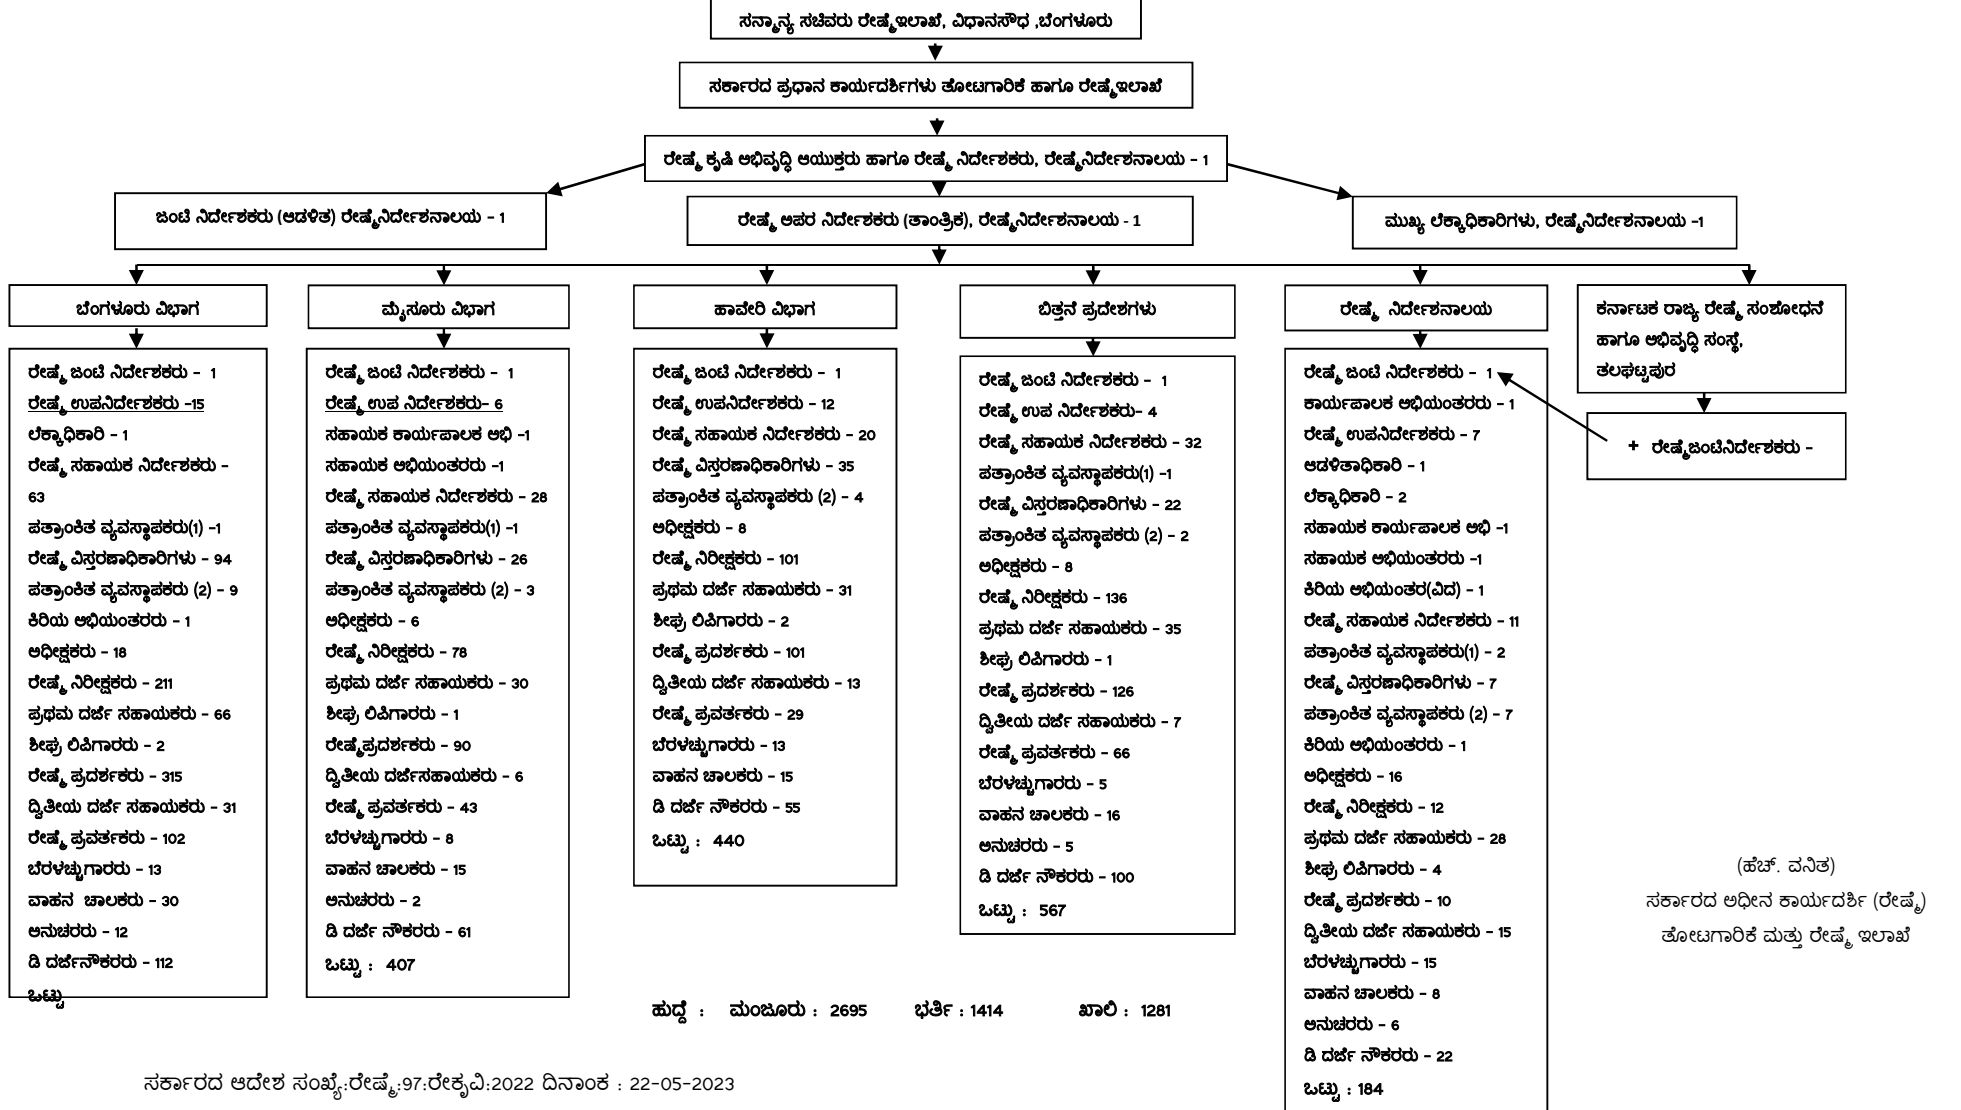 ಸನ್ಮಾನ್ಯ ಸಚಿವರು ರೇಷ್ಮೆಇಲಾಖೆ, ವಿಧಾನಸೌಧ ,ಬೆಂಗಳೂರು
ಸರ್ಕಾರದ ಪ್ರಧಾನ ಕಾರ್ಯದರ್ಶಿಗಳು ತೋಟಗಾರಿಕೆ ಹಾಗೂ ರೇಷ್ಮೆಇಲಾಖೆ
ರೇಷ್ಮೆ ಕೃಷಿ ಅಭಿವೃದ್ಧಿ ಆಯುಕ್ತರು ಹಾಗೂ ರೇಷ್ಮೆ ನಿರ್ದೇಶಕರು, ರೇಷ್ಮೆನಿರ್ದೇಶನಾಲಯ – 1
ಜಂಟಿ ನಿರ್ದೇಶಕರು (ಆಡಳಿತ) ರೇಷ್ಮೆನಿರ್ದೇಶನಾಲಯ – 1
ರೇಷ್ಮೆ ಅಪರ ನಿರ್ದೇಶಕರು (ತಾಂತ್ರಿಕ), ರೇಷ್ಮೆನಿರ್ದೇಶನಾಲಯ - 1
ಮುಖ್ಯ ಲೆಕ್ಕಾಧಿಕಾರಿಗಳು, ರೇಷ್ಮೆನಿರ್ದೇಶನಾಲಯ –1
ಬೆಂಗಳೂರು ವಿಭಾಗ
ರೇಷ್ಮೆ ಜಂಟಿ ನಿರ್ದೇಶಕರು – 1
ರೇಷ್ಮೆ ಉಪನಿರ್ದೇಶಕರು –15
ಲೆಕ್ಕಾಧಿಕಾರಿ – 1
ರೇಷ್ಮೆ ಸಹಾಯಕ ನಿರ್ದೇಶಕರು –
63
ಪತ್ರಾಂಕಿತ ವ್ಯವಸ್ಥಾಪಕರು(1) –1
ರೇಷ್ಮೆ ವಿಸ್ತರಣಾಧಿಕಾರಿಗಳು – 94
ಪತ್ರಾಂಕಿತ ವ್ಯವಸ್ಥಾಪಕರು (2) – 9
ಕಿರಿಯ ಅಭಿಯಂತರರು – 1
ಅಧೀಕ್ಷಕರು – 18
ರೇಷ್ಮೆ ನಿರೀಕ್ಷಕರು – 211
ಪ್ರಥಮ ದರ್ಜೆ ಸಹಾಯಕರು – 66
ಶೀಘ್ರ ಲಿಪಿಗಾರರು – 2
ರೇಷ್ಮೆ ಪ್ರದರ್ಶಕರು – 315
ದ್ವಿತೀಯ ದರ್ಜೆ ಸಹಾಯಕರು – 31
ರೇಷ್ಮೆ ಪ್ರವರ್ತಕರು – 102
ಬೆರಳಚ್ಚುಗಾರರು – 13
ವಾಹನ ಚಾಲಕರು – 30
ಅನುಚರರು – 12
ಡಿ ದರ್ಜೆನೌಕರರು – 112
ಒಟ್ಟು
ಮೈಸೂರು ವಿಭಾಗ
ರೇಷ್ಮೆ ಜಂಟಿ ನಿರ್ದೇಶಕರು – 1
ರೇಷ್ಮೆ ಉಪ ನಿರ್ದೇಶಕರು– 6
ಸಹಾಯಕ ಕಾರ್ಯಪಾಲಕ ಅಭಿ –1
ಸಹಾಯಕ ಅಭಿಯಂತರರು –1
ರೇಷ್ಮೆ ಸಹಾಯಕ ನಿರ್ದೇಶಕರು – 28
ಪತ್ರಾಂಕಿತ ವ್ಯವಸ್ಥಾಪಕರು(1) –1
ರೇಷ್ಮೆ ವಿಸ್ತರಣಾಧಿಕಾರಿಗಳು – 26
ಪತ್ರಾಂಕಿತ ವ್ಯವಸ್ಥಾಪಕರು (2) – 3
ಅಧೀಕ್ಷಕರು – 6
ರೇಷ್ಮೆ ನಿರೀಕ್ಷಕರು – 78
ಪ್ರಥಮ ದರ್ಜೆ ಸಹಾಯಕರು – 30
ಶೀಘ್ರ ಲಿಪಿಗಾರರು – 1
ರೇಷ್ಮೆಪ್ರದರ್ಶಕರು – 90
ದ್ವಿತೀಯ ದರ್ಜೆಸಹಾಯಕರು – 6
ರೇಷ್ಮೆ ಪ್ರವರ್ತಕರು – 43
ಬೆರಳಚ್ಚುಗಾರರು – 8
ವಾಹನ ಚಾಲಕರು – 15
ಅನುಚರರು – 2
ಡಿ ದರ್ಜೆ ನೌಕರರು – 61
ಒಟ್ಟು : 407
ಹಾವೇರಿ ವಿಭಾಗ
ರೇಷ್ಮೆ ಜಂಟಿ ನಿರ್ದೇಶಕರು – 1
ರೇಷ್ಮೆ ಉಪನಿರ್ದೇಶಕರು – 12
ರೇಷ್ಮೆ ಸಹಾಯಕ ನಿರ್ದೇಶಕರು – 20
ರೇಷ್ಮೆ ವಿಸ್ತರಣಾಧಿಕಾರಿಗಳು – 35
ಪತ್ರಾಂಕಿತ ವ್ಯವಸ್ಥಾಪಕರು (2) – 4
ಅಧೀಕ್ಷಕರು – 8
ರೇಷ್ಮೆ ನಿರೀಕ್ಷಕರು – 101
ಪ್ರಥಮ ದರ್ಜೆ ಸಹಾಯಕರು – 31
ಶೀಘ್ರ ಲಿಪಿಗಾರರು – 2
ರೇಷ್ಮೆ ಪ್ರದರ್ಶಕರು – 101
ದ್ವಿತೀಯ ದರ್ಜೆ ಸಹಾಯಕರು – 13
ರೇಷ್ಮೆ ಪ್ರವರ್ತಕರು – 29
ಬೆರಳಚ್ಚುಗಾರರು – 13
ವಾಹನ ಚಾಲಕರು – 15
ಡಿ ದರ್ಜೆ ನೌಕರರು – 55
ಒಟ್ಟು : 440
ಬಿತ್ತನೆ ಪ್ರದೇಶಗಳು
ರೇಷ್ಮೆ ಜಂಟಿ ನಿರ್ದೇಶಕರು – 1
ರೇಷ್ಮೆ ಉಪ ನಿರ್ದೇಶಕರು– 4
ರೇಷ್ಮೆ ಸಹಾಯಕ ನಿರ್ದೇಶಕರು – 32
ಪತ್ರಾಂಕಿತ ವ್ಯವಸ್ಥಾಪಕರು(1) –1
ರೇಷ್ಮೆ ವಿಸ್ತರಣಾಧಿಕಾರಿಗಳು – 22
ಪತ್ರಾಂಕಿತ ವ್ಯವಸ್ಥಾಪಕರು (2) – 2
ಅಧೀಕ್ಷಕರು – 8
ರೇಷ್ಮೆ ನಿರೀಕ್ಷಕರು – 136
ಪ್ರಥಮ ದರ್ಜೆ ಸಹಾಯಕರು – 35
ಶೀಘ್ರ ಲಿಪಿಗಾರರು – 1
ರೇಷ್ಮೆ ಪ್ರದರ್ಶಕರು – 126
ದ್ವಿತೀಯ ದರ್ಜೆ ಸಹಾಯಕರು – 7
ರೇಷ್ಮೆ ಪ್ರವರ್ತಕರು – 66
ಬೆರಳಚ್ಚುಗಾರರು – 5
ವಾಹನ ಚಾಲಕರು – 16
ಅನುಚರರು – 5
ಡಿ ದರ್ಜೆ ನೌಕರರು – 100
ಒಟ್ಟು : 567
ರೇಷ್ಮೆ ನಿರ್ದೇಶನಾಲಯ
ರೇಷ್ಮೆ ಜಂಟಿ ನಿರ್ದೇಶಕರು – 1
ಕಾರ್ಯಪಾಲಕ ಅಭಿಯಂತರರು – 1
ರೇಷ್ಮೆ ಉಪನಿರ್ದೇಶಕರು – 7
ಆಡಳಿತಾಧಿಕಾರಿ – 1
ಲೆಕ್ಕಾಧಿಕಾರಿ – 2
ಸಹಾಯಕ ಕಾರ್ಯಪಾಲಕ ಅಭಿ –1
ಸಹಾಯಕ ಅಭಿಯಂತರರು –1
ಕಿರಿಯ ಅಭಿಯಂತರ(ವಿದ) – 1
ರೇಷ್ಮೆ ಸಹಾಯಕ ನಿರ್ದೇಶಕರು – 11
ಪತ್ರಾಂಕಿತ ವ್ಯವಸ್ಥಾಪಕರು(1) – 2
ರೇಷ್ಮೆ ವಿಸ್ತರಣಾಧಿಕಾರಿಗಳು – 7
ಪತ್ರಾಂಕಿತ ವ್ಯವಸ್ಥಾಪಕರು (2) – 7
ಕಿರಿಯ ಅಭಿಯಂತರರು – 1
ಅಧೀಕ್ಷಕರು – 16
ರೇಷ್ಮೆ ನಿರೀಕ್ಷಕರು – 12
ಪ್ರಥಮ ದರ್ಜೆ ಸಹಾಯಕರು – 28
ಶೀಘ್ರ ಲಿಪಿಗಾರರು – 4
ರೇಷ್ಮೆ ಪ್ರದರ್ಶಕರು – 10
ದ್ವಿತೀಯ ದರ್ಜೆ ಸಹಾಯಕರು – 15
ಬೆರಳಚ್ಚುಗಾರರು – 15
ವಾಹನ ಚಾಲಕರು – 8
ಅನುಚರರು – 6
ಡಿ ದರ್ಜೆ ನೌಕರರು – 22
ಒಟ್ಟು : 184
ಕರ್ನಾಟಕ ರಾಜ್ಯ ರೇಷ್ಮೆ ಸಂಶೋಧನೆ
ಹಾಗೂ ಅಭಿವೃದ್ಧಿ ಸಂಸ್ಥೆ,
ತಲಘಟ್ಟಪುರ
+ ರೇಷ್ಮೆಜಂಟಿನಿರ್ದೇಶಕರು –
(ಹೆಚ್. ವನಿತ)
ಸರ್ಕಾರದ ಅಧೀನ ಕಾರ್ಯದರ್ಶಿ (ರೇಷ್ಮೆ)
ತೋಟಗಾರಿಕೆ ಮತ್ತು ರೇಷ್ಮೆ ಇಲಾಖೆ
ಹುದ್ದೆ : ಮಂಜೂರು : 2695 ಭರ್ತಿ : 1414 ಖಾಲಿ : 1281
ಸರ್ಕಾರದ ಆದೇಶ ಸಂಖ್ಯೆ:ರೇಷ್ಮೆ:97:ರೇಕೃವಿ:2022 ದಿನಾಂಕ : 22-05-2023